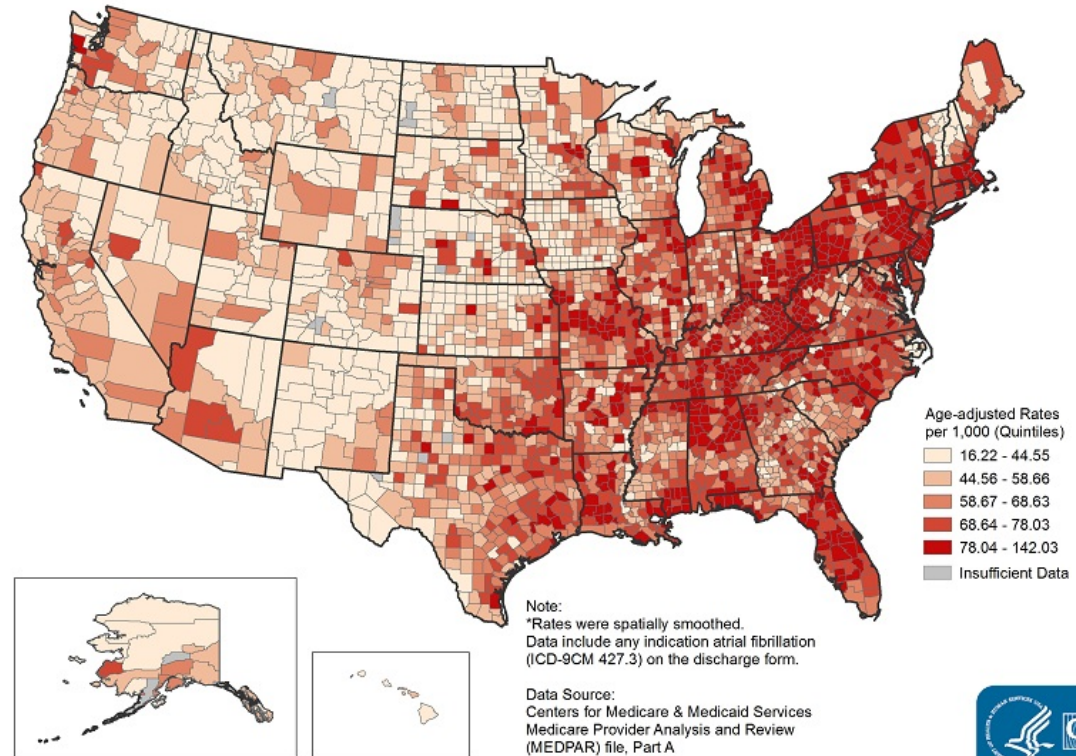 Age-adjusted Rates
per 1,000 (Quintiles)
16.22 - 44.55
44.56 - 58.66
58.67 - 68.63
68.64 - 78.03
78.04 - 142.03
Insufficient Data
Note:
*Rates were spatially smoothed.
Data include any indication atrial fibrillation
(ICD-9CM 427.3) on the discharge form.
Data Source:
Centers for Medicare & Medicaid Services
Medicare Provider Analysis and Review
(MEDPAR) file, Part A